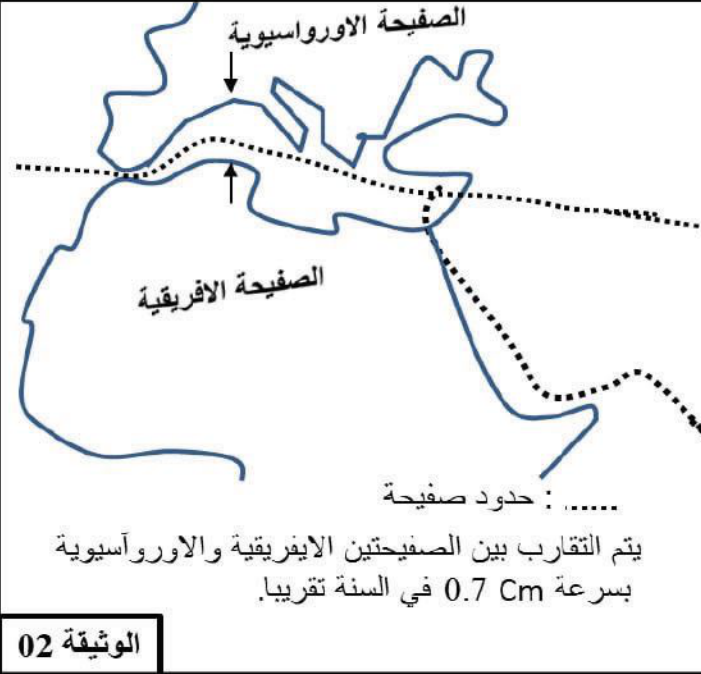 الصفيحة الاورواسيوية
الصفيحة الافريقية
...... : حدود صفيحة
يتم التقارب بين الصفيحتين الايفريقية والاوروآسيوية
بسرعة 0.7 Cm في السنة تقريبا.
الوثيقة 02